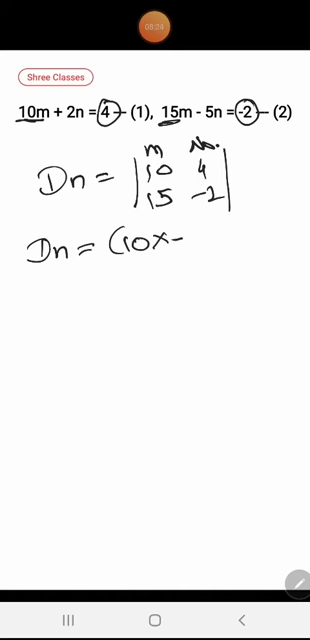 08:24
Shree Classes
10m + 2n = 4 – (1), 15m - 5n = -2 – (2)
m No.
Dn = | 10 4 |
| 15 -2 |
Dn = (10x-